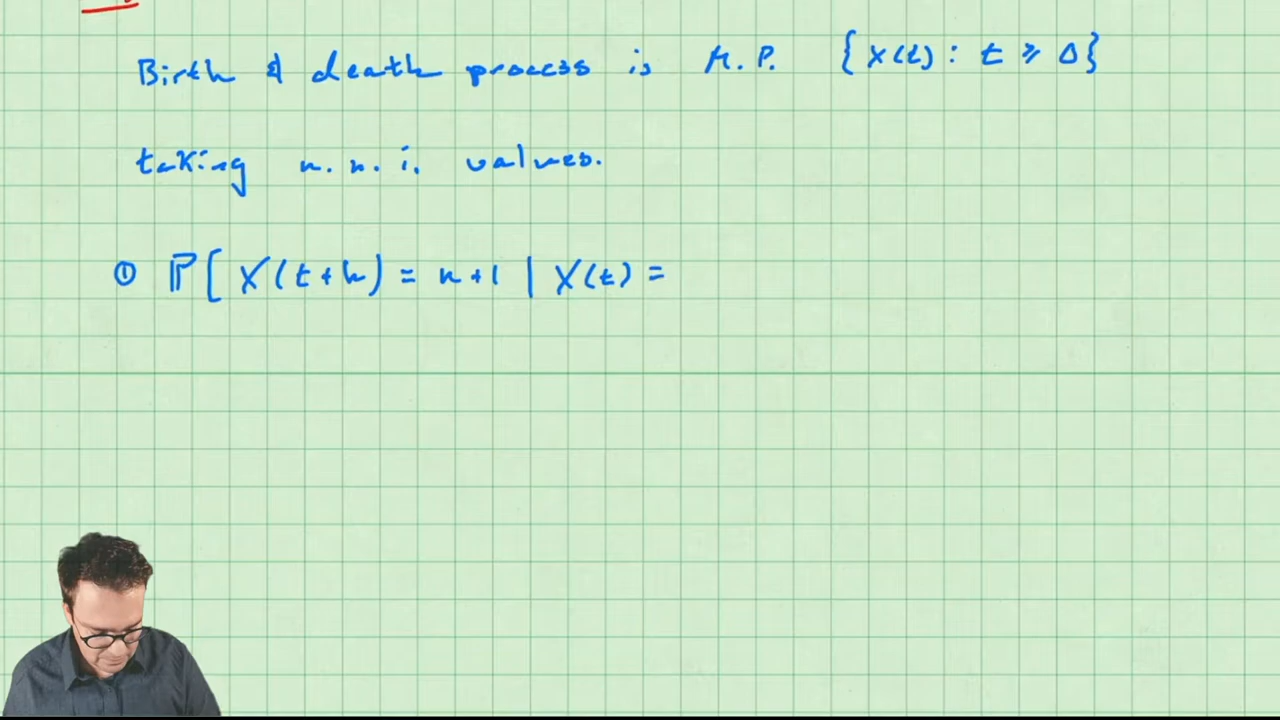 Birth & death process is M.P. {X(t) : t ≥ 0}
taking n.n.i. values.
① ℙ[ X(t+h) = n+1 | X(t) =